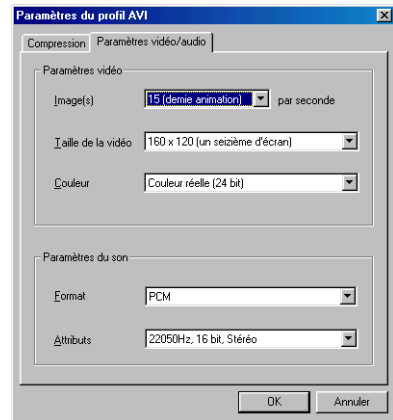 Paramètres du profil AVI
Compression Paramètres vidéo/audio
Paramètres vidéo
Image(s) 15 (demie animation) par seconde
Taille de la vidéo 160 x 120 (un seizième d'écran)
Couleur Couleur réelle (24 bit)
Paramètres du son
Format PCM
Attributs 22050Hz, 16 bit, Stéréo
OK Annuler